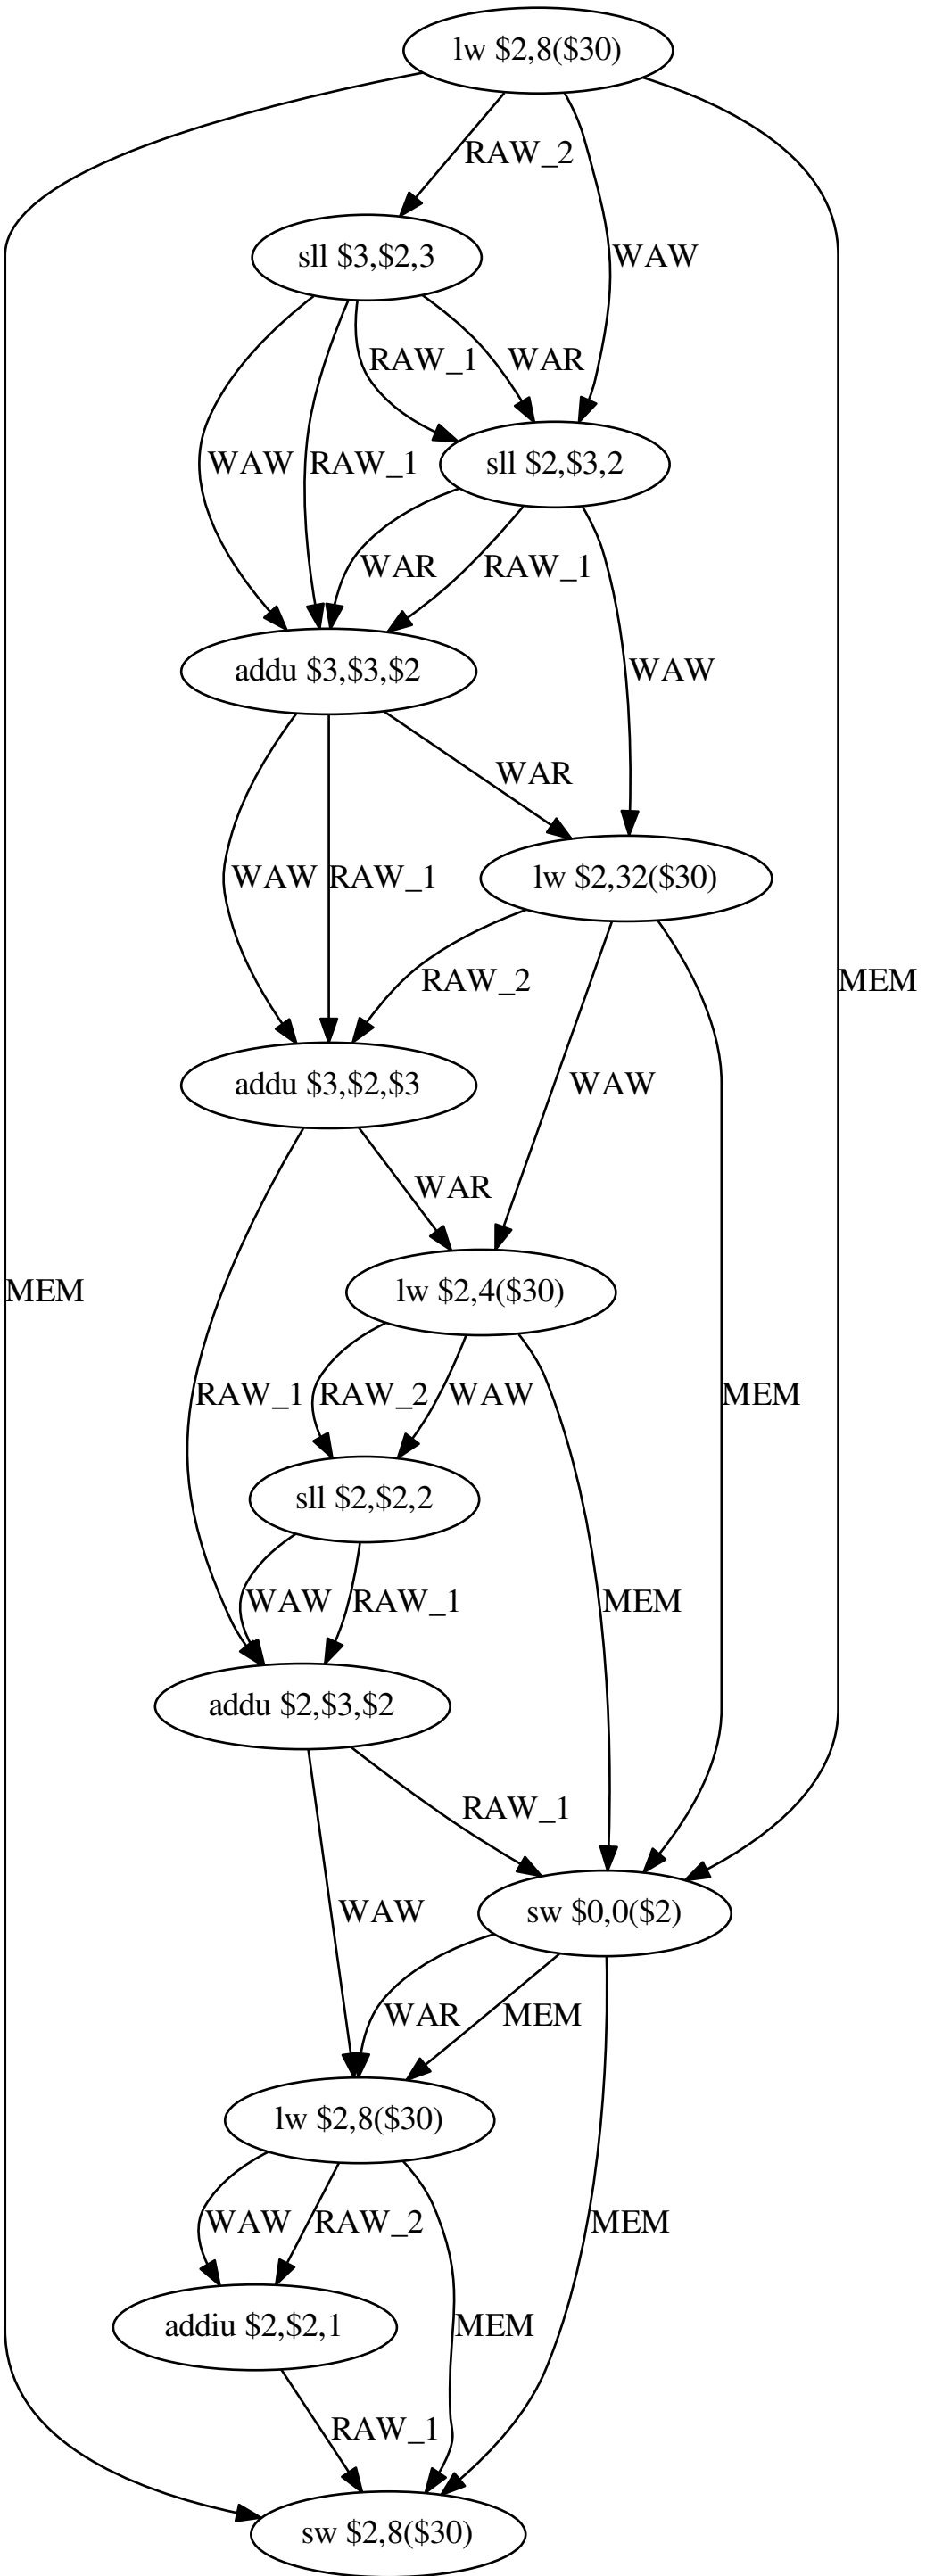 lw $2,8($30)
RAW_2
sll $3,$2,3
WAW
RAW_1
WAR
WAW
RAW_1
sll $2,$3,2
WAR
RAW_1
addu $3,$3,$2
WAW
WAR
WAW
RAW_1
lw $2,32($30)
RAW_2
MEM
addu $3,$2,$3
WAW
WAR
MEM
lw $2,4($30)
RAW_1
RAW_2
WAW
MEM
sll $2,$2,2
WAW
RAW_1
MEM
addu $2,$3,$2
RAW_1
WAW
sw $0,0($2)
WAR
MEM
lw $2,8($30)
WAW
RAW_2
MEM
addiu $2,$2,1
MEM
RAW_1
sw $2,8($30)